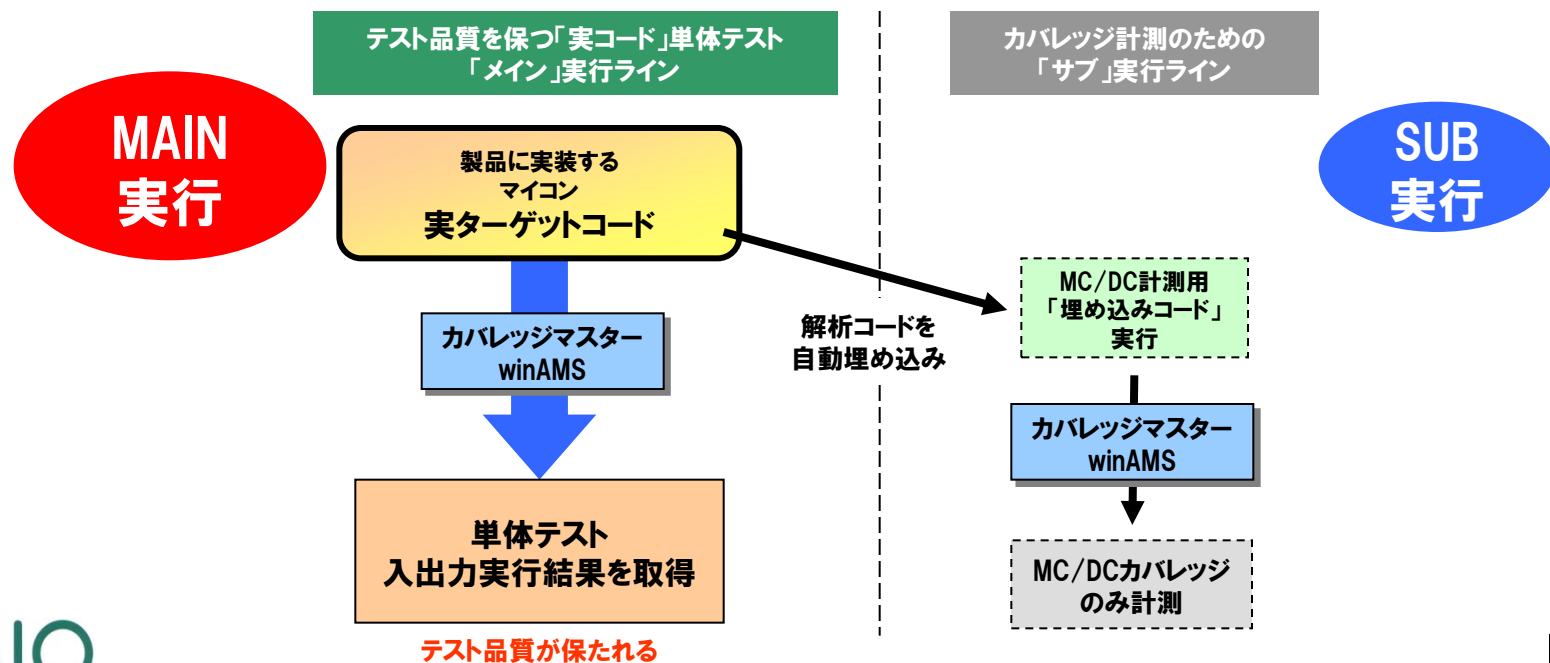 テスト品質を保つ「実コード」単体テスト
「メイン」実行ライン
カバレッジ計測のための
「サブ」実行ライン
MAIN
実行
製品に実装する
マイコン
実ターゲットコード
SUB
実行
カバレッジマスター
winAMS
解析コードを
自動埋め込み
MC/DC計測用
「埋め込みコード」
実行
カバレッジマスター
winAMS
単体テスト
入出力実行結果を取得
MC/DCカバレッジ
のみ計測
テスト品質が保たれる